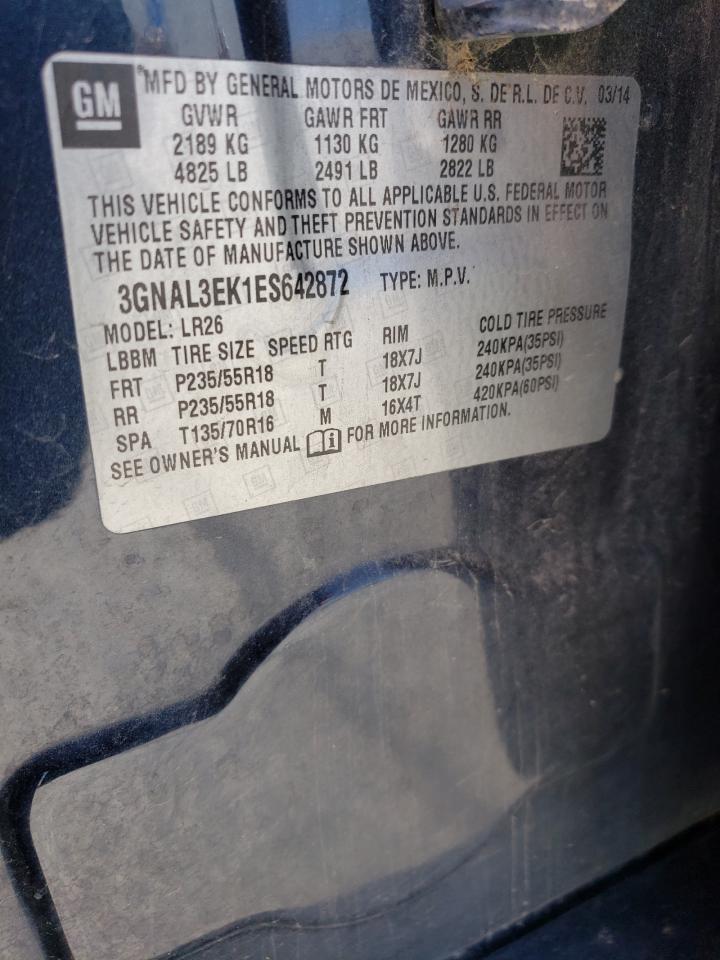 GM
MFD BY GENERAL MOTORS DE MEXICO, S. DE R.L. DE C.V. 03/14
GVWR GAWR FRT GAWR RR
2189 KG 1130 KG 1280 KG
4825 LB 2491 LB 2822 LB
THIS VEHICLE CONFORMS TO ALL APPLICABLE U.S. FEDERAL MOTOR
VEHICLE SAFETY AND THEFT PREVENTION STANDARDS IN EFFECT ON
THE DATE OF MANUFACTURE SHOWN ABOVE.
3GNAL3EK1ES642872 TYPE: M.P.V.
MODEL: LR26
LBBM TIRE SIZE SPEED RTG RIM COLD TIRE PRESSURE
FRT P235/55R18 T 18X7J 240KPA(35PSI)
RR P235/55R18 T 18X7J 240KPA(35PSI)
SPA T135/70R16 M 16X4T 420KPA(60PSI)
SEE OWNER'S MANUAL FOR MORE INFORMATION.